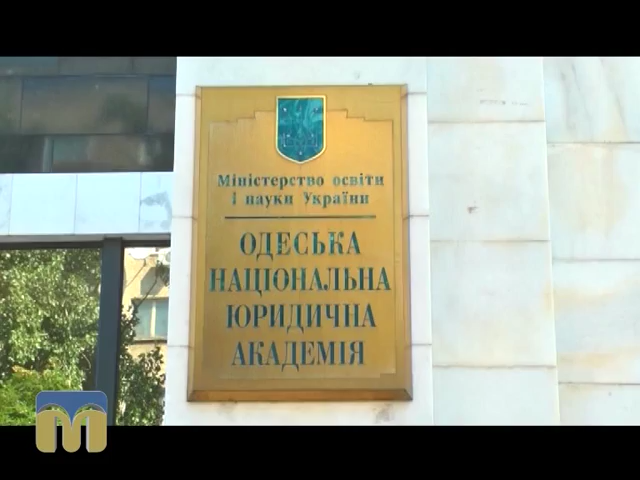 Міністерство освіти
і науки України
ОДЕСЬКА
НАЦІОНАЛЬНА
ЮРИДИЧНА
АКАДЕМІЯ
М